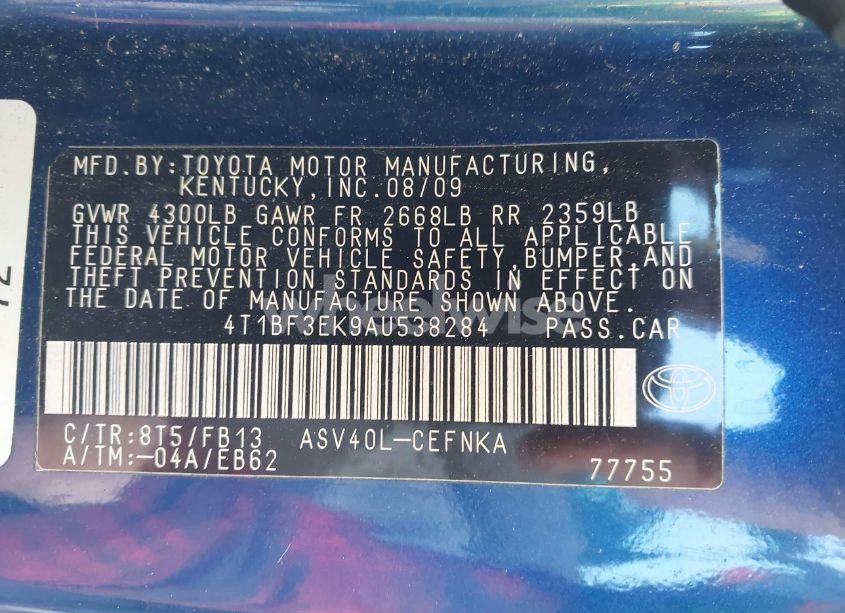 MFD.BY:TOYOTA MOTOR MANUFACTURING,
KENTUCKY,INC.08/09
GVWR 4300LB GAWR FR 2668LB RR 2359LB
THIS VEHICLE CONFORMS TO ALL APPLICABLE
FEDERAL MOTOR VEHICLE SAFETY,BUMPER,AND
THEFT PREVENTION STANDARDS IN EFFECT ON
THE DATE OF MANUFACTURE SHOWN ABOVE.
4T1BF3EK9AU538284 PASS.CAR
C/TR:8T5/FB13 ASV40L-CEFNKA
A/TM:-04A/EB62 77755
wheelwise